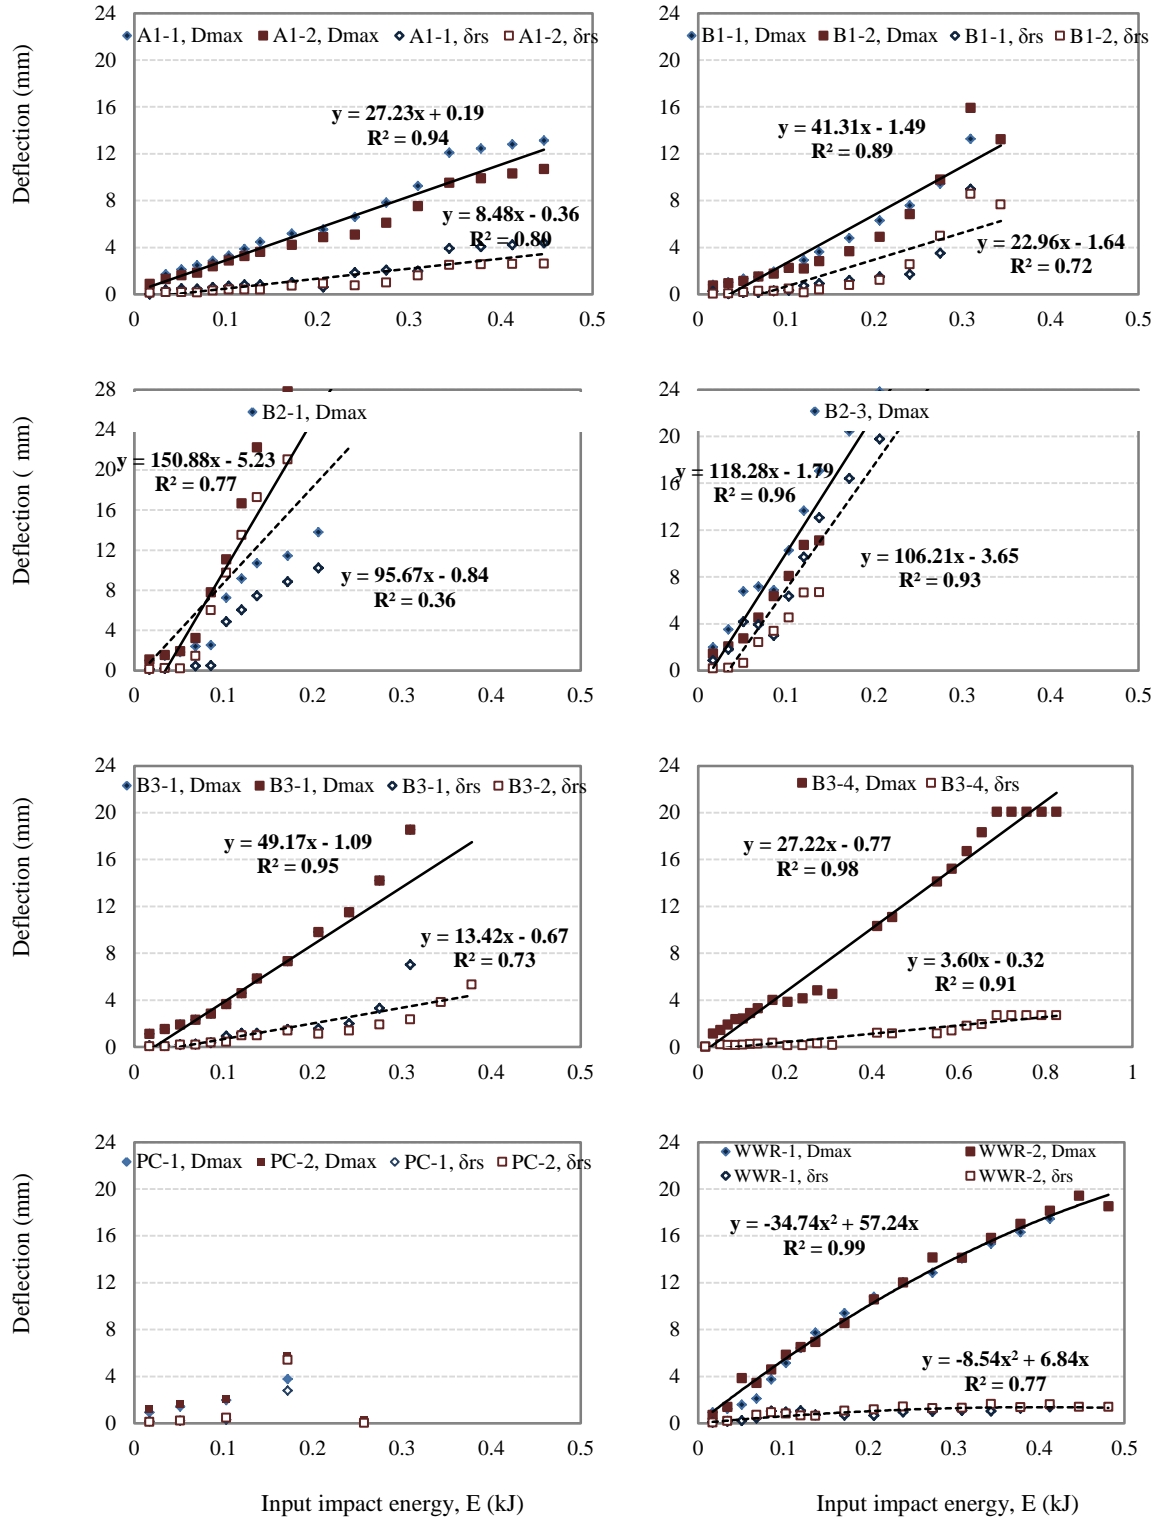 A1-1, Dmax A1-2, Dmax A1-1, δrs A1-2, δrs
Deflection (mm)
24
20
16
12
8
4
0
y = 27.23x + 0.19
R² = 0.94
y = 8.48x - 0.36
R² = 0.80
0 0.1 0.2 0.3 0.4 0.5
B1-1, Dmax B1-2, Dmax B1-1, δrs B1-2, δrs
24
20
16
12
8
4
0
y = 41.31x - 1.49
R² = 0.89
22.96x - 1.64
R² = 0.72
0 0.1 0.2 0.3 0.4 0.5
B2-1, Dmax
Deflection ( mm)
28
24
20
16
12
8
4
0
y = 150.88x - 5.23
R² = 0.77
y = 95.67x - 0.84
R² = 0.36
0 0.1 0.2 0.3 0.4 0.5
B2-3, Dmax
24
20
16
12
8
4
0
y = 118.28x - 1.79
R² = 0.96
y = 106.21x - 3.65
R² = 0.93
0 0.1 0.2 0.3 0.4 0.5
B3-1, Dmax B3-1, Dmax B3-1, δrs B3-2, δrs
Deflection (mm)
24
20
16
12
8
4
0
y = 49.17x - 1.09
R² = 0.95
y = 13.42x - 0.67
R² = 0.73
0 0.1 0.2 0.3 0.4 0.5
B3-4, Dmax B3-4, δrs
24
20
16
12
8
4
0
y = 27.22x - 0.77
R² = 0.98
y = 3.60x - 0.32
R² = 0.91
0 0.2 0.4 0.6 0.8 1
PC-1, Dmax PC-2, Dmax PC-1, δrs PC-2, δrs
Deflection (mm)
24
20
16
12
8
4
0
0 0.1 0.2 0.3 0.4 0.5
Input impact energy, E (kJ)
WWR-1, Dmax WWR-2, Dmax
WWR-1, δrs WWR-2, δrs
24
20
16
12
8
4
0
y = -34.74x² + 57.24x
R² = 0.99
y = -8.54x² + 6.84x
R² = 0.77
0 0.1 0.2 0.3 0.4 0.5
Input impact energy, E (kJ)